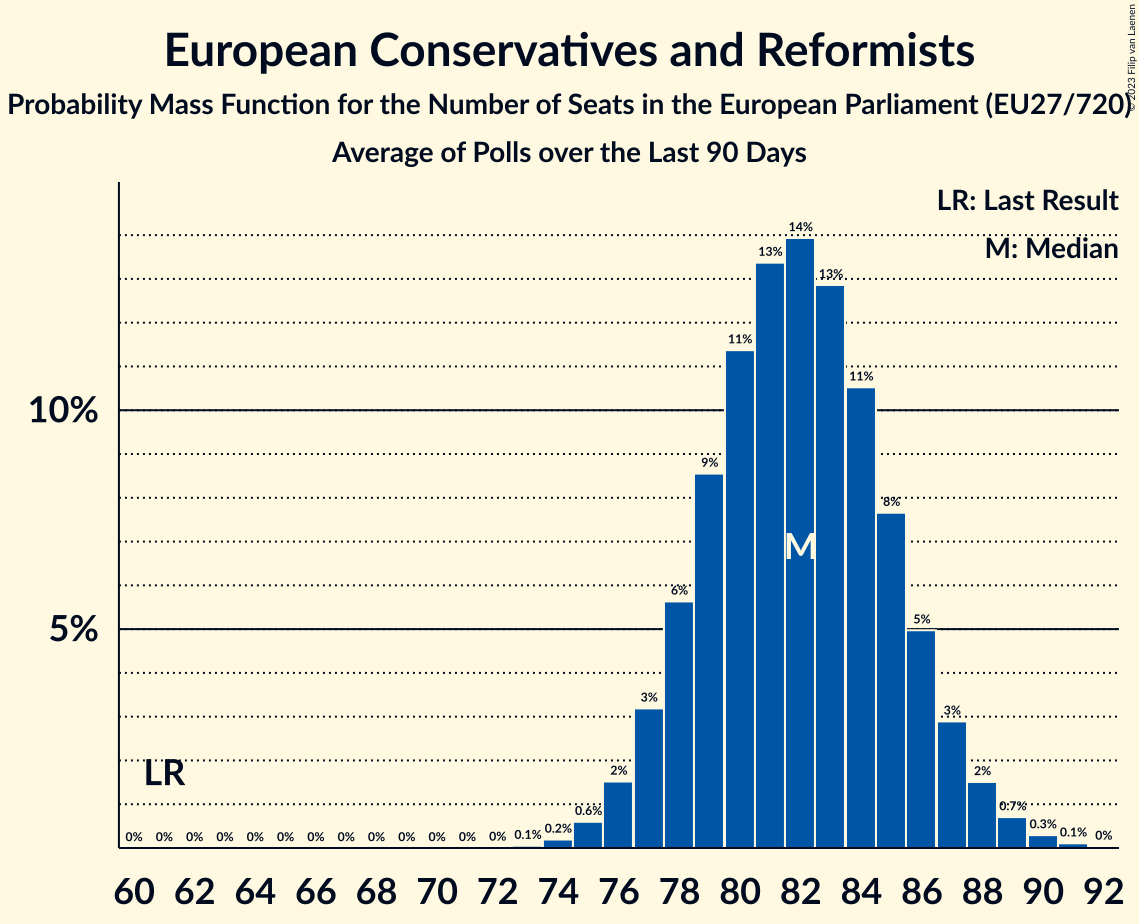 European Conservatives and Reformists
Probability Mass Function for the Number of Seats in the European Parliament (EU27/720)
Average of Polls over the Last 90 Days
© 2023 Filip van Laenen
LR: Last Result
M: Median
10%
5%
LR
M
0% 0% 0% 0% 0% 0% 0% 0% 0% 0% 0% 0% 0% 0.1% 0.2% 0.6% 2% 3% 6% 9% 11% 13% 14% 13% 11% 8% 5% 3% 2% 0.7% 0.3% 0.1% 0%
60 62 64 66 68 70 72 74 76 78 80 82 84 86 88 90 92